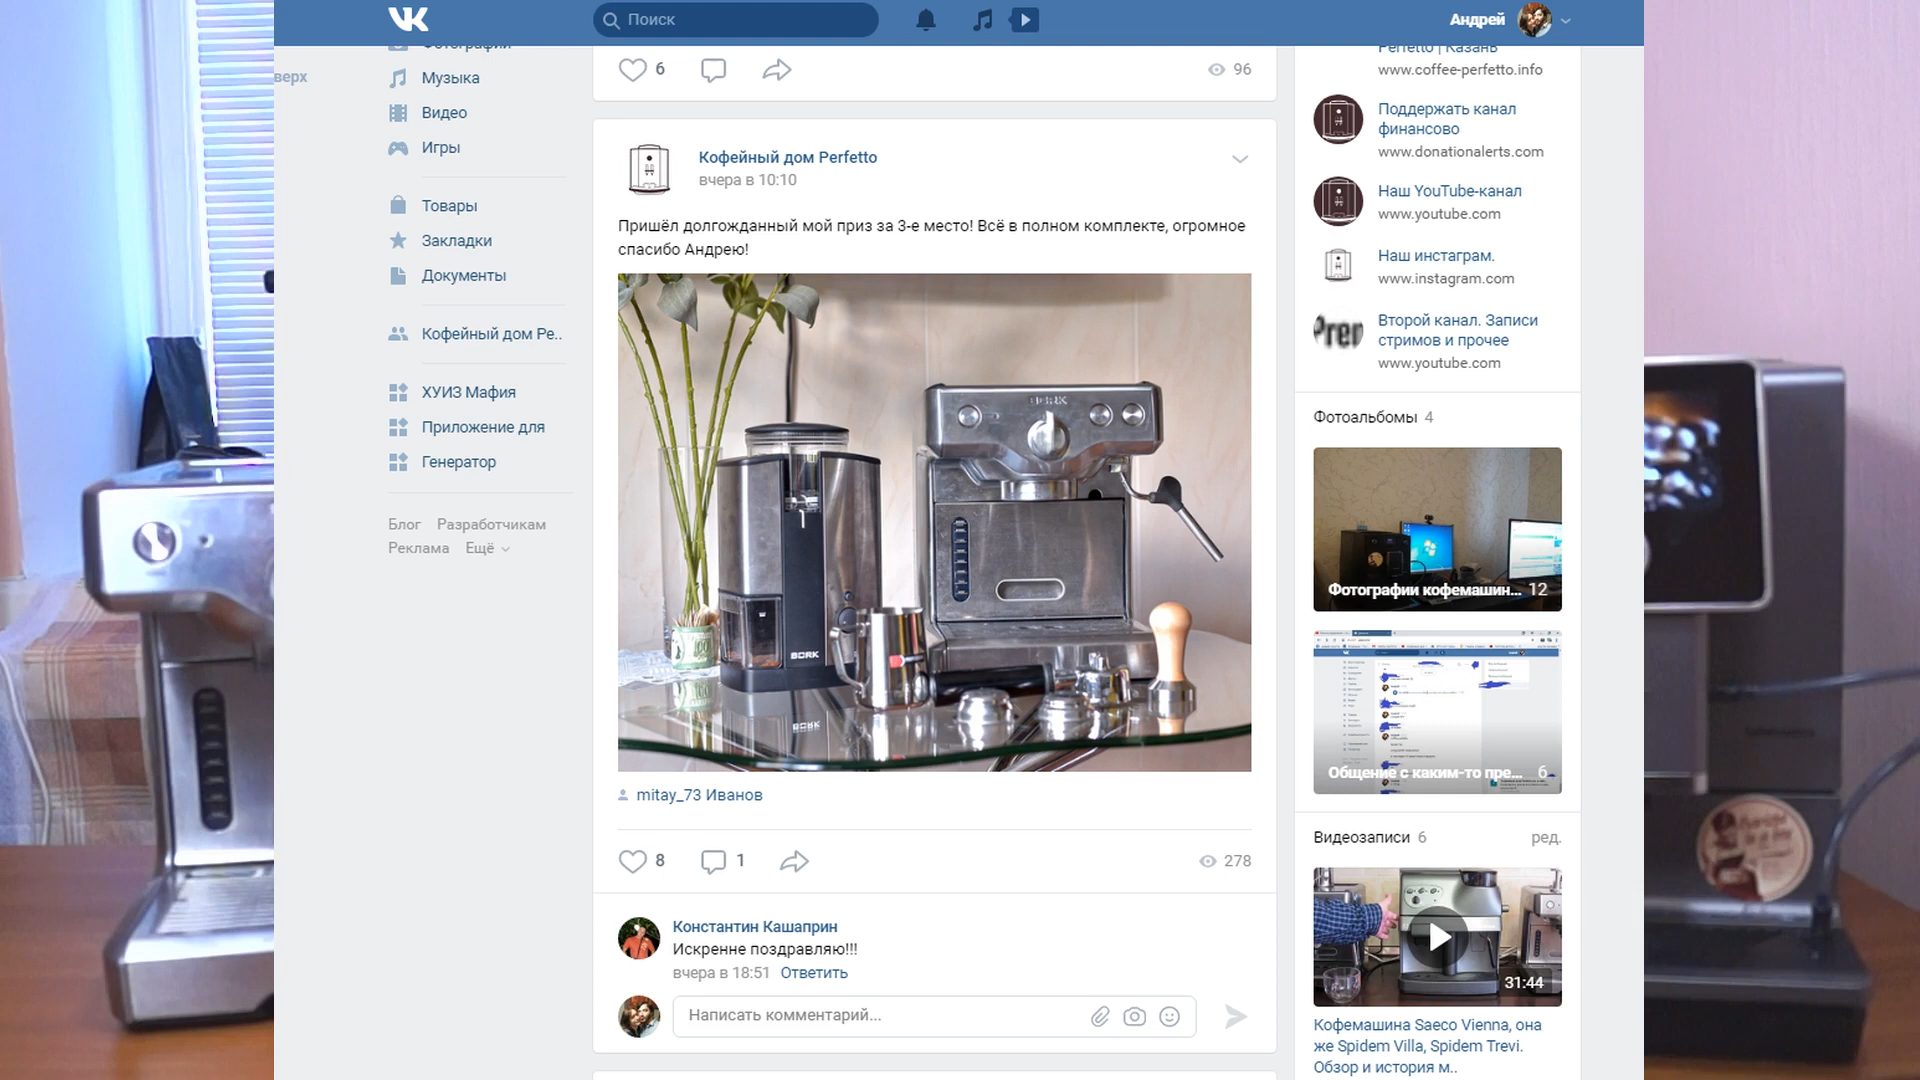 Поиск
Андрей
верх
Музыка
Видео
Игры
Товары
Закладки
Документы
Кофейный дом Pe..
ХУИЗ Мафия
Приложение для
Генератор
Блог Разработчикам
Реклама Ещё
6
96
Кофейный дом Perfetto
вчера в 10:10
Пришёл долгожданный мой приз за 3-е место! Всё в полном комплекте, огромное
спасибо Андрею!
BORK
BORK
mitay_73 Иванов
8 1 278
Константин Кашаприн
Искренне поздравляю!!!
вчера в 18:51 Ответить
Написать комментарий...
Perfetto | Казань
www.coffee-perfetto.info
Поддержать канал
финансово
www.donationalerts.com
Наш YouTube-канал
www.youtube.com
Наш инстаграм.
www.instagram.com
Второй канал. Записи
стримов и прочее
www.youtube.com
Фотоальбомы 4
Фотографии кофемашин... 12
Общение с каким-то пре... 6
Видеозаписи 6 ред.
31:44
Кофемашина Saeco Vienna, она
же Spidem Villa, Spidem Trevi.
Обзор и история м..